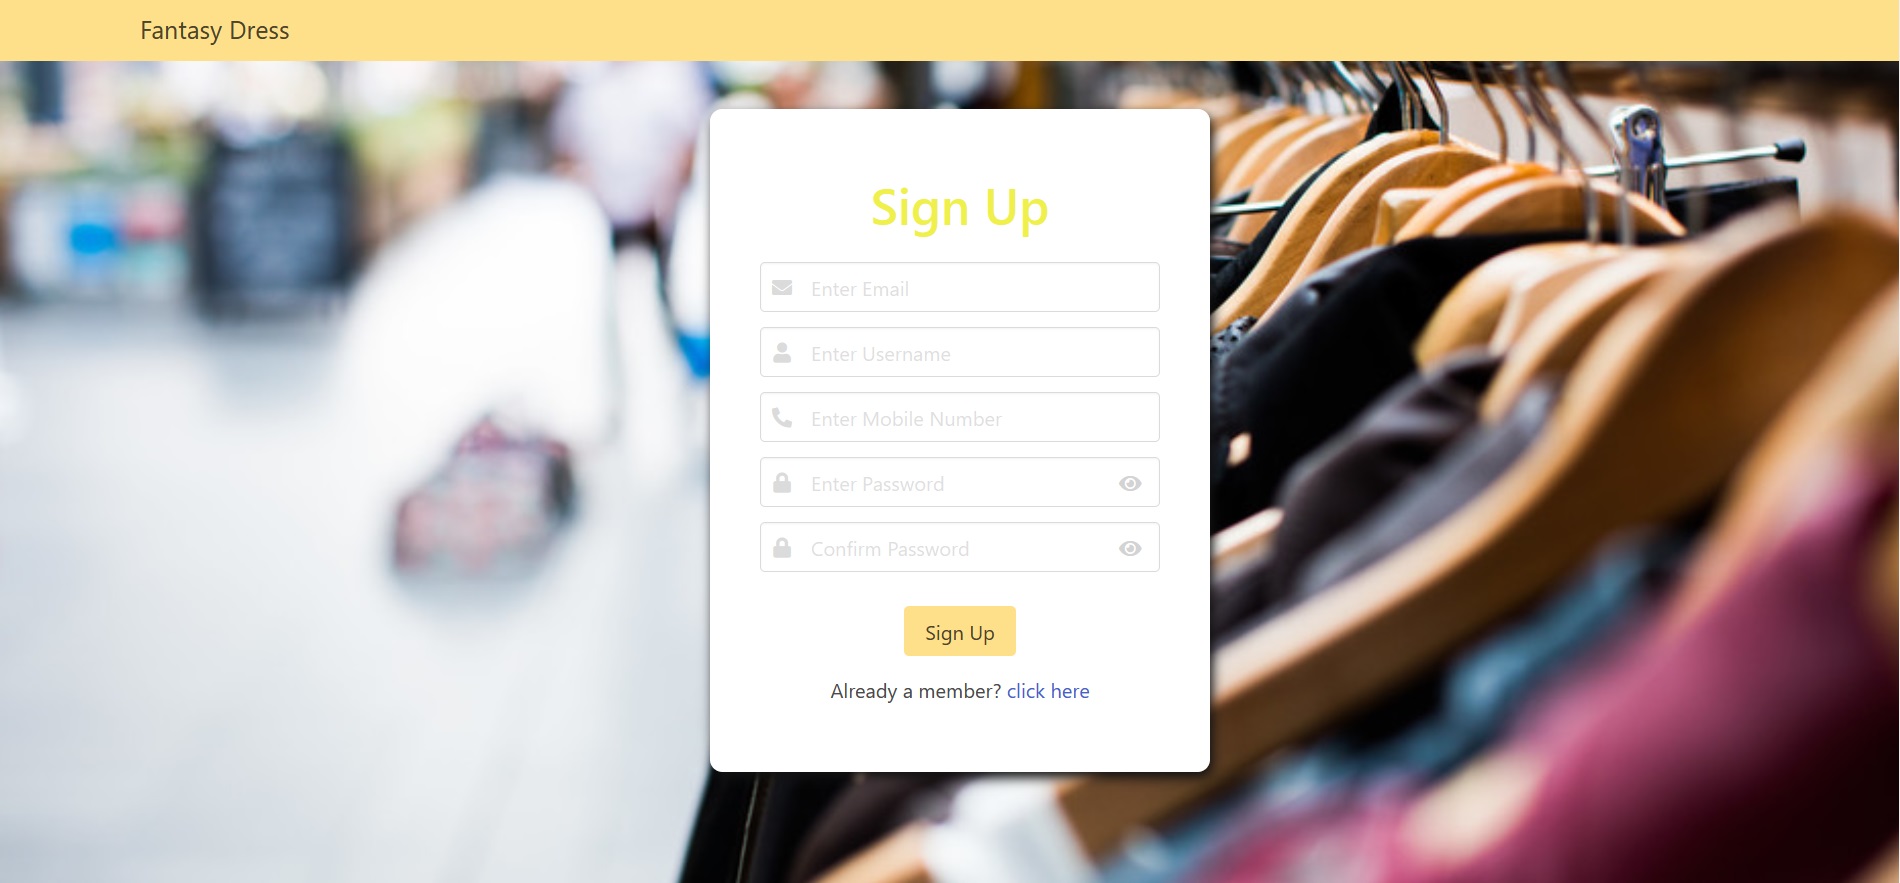 Fantasy Dress
Sign Up
Enter Email
Enter Username
Enter Mobile Number
Enter Password
Confirm Password
Sign Up
Already a member? click here